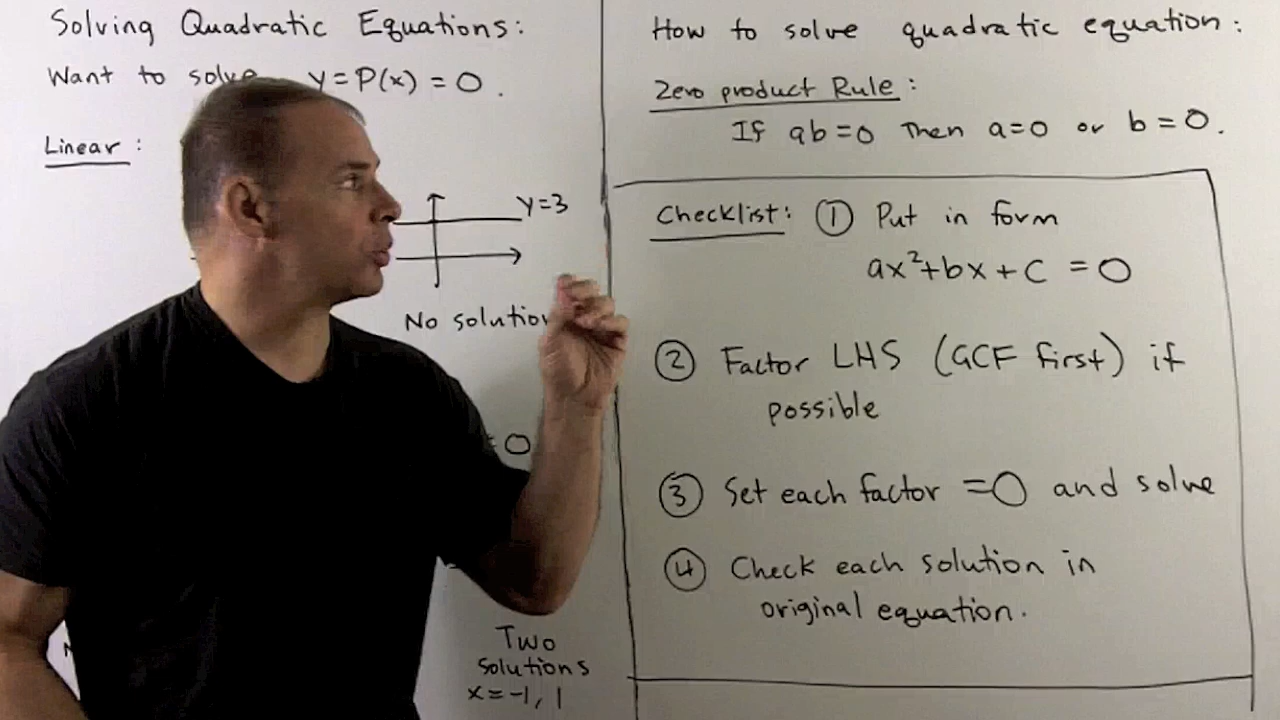 Solving Quadratic Equations:
Want to solve y = P(x) = 0.
Linear:
y=3
No solution
= 0
Two
Solutions
x = -1, 1
How to solve quadratic equation:
Zero product Rule:
If ab=0 Then a=0 or b=0.
Checklist: ① Put in form
ax²+bx+c = 0
② Factor LHS (GCF first) if
possible
③ Set each factor =0 and solve
④ Check each solution in
original equation.